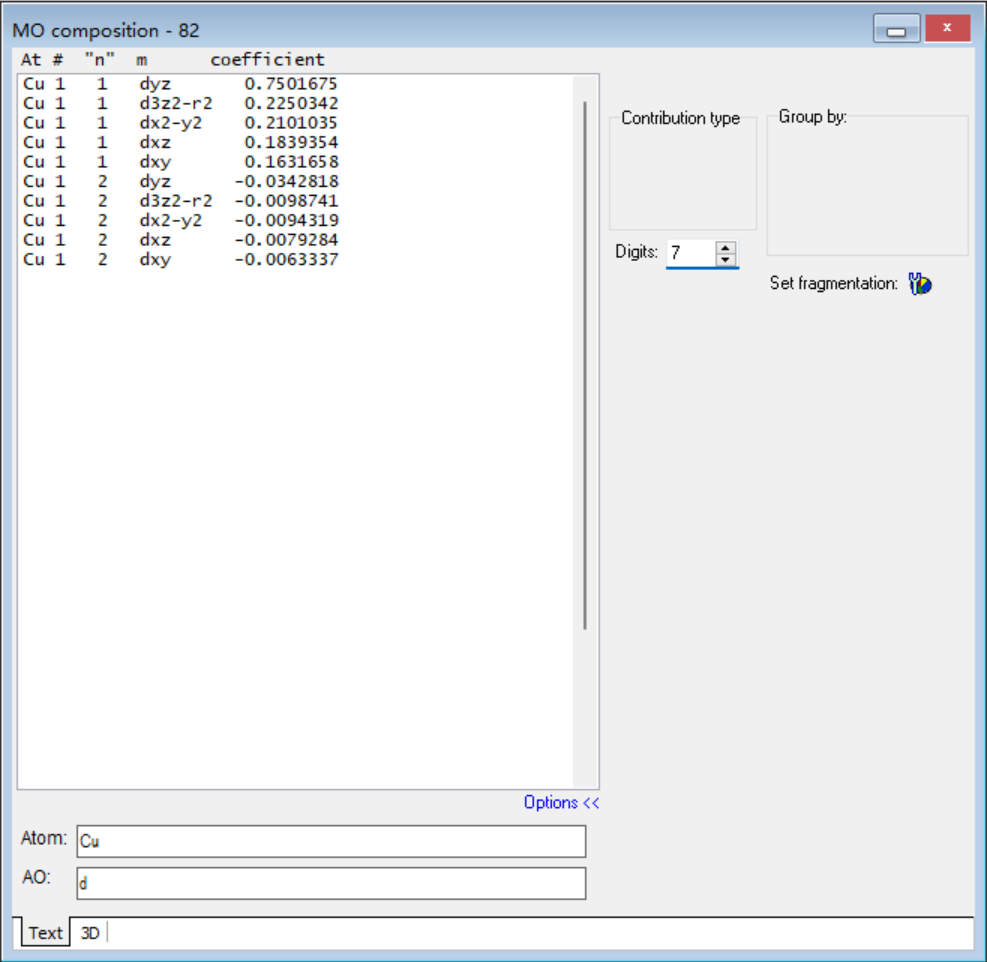 MO composition - 82
x
At # "n" m coefficient
Cu 1 1 dyz 0.7501675
Cu 1 1 d3z2-r2 0.2250342
Cu 1 1 dx2-y2 0.2101035
Cu 1 1 dxz 0.1839354
Cu 1 1 dxy 0.1631658
Cu 1 2 dyz -0.0342818
Cu 1 2 d3z2-r2 -0.0098741
Cu 1 2 dx2-y2 -0.0094319
Cu 1 2 dxz -0.0079284
Cu 1 2 dxy -0.0063337
Contribution type
Group by:
Digits: 7
Set fragmentation:
Options <<
Atom: Cu
AO: d
Text 3D